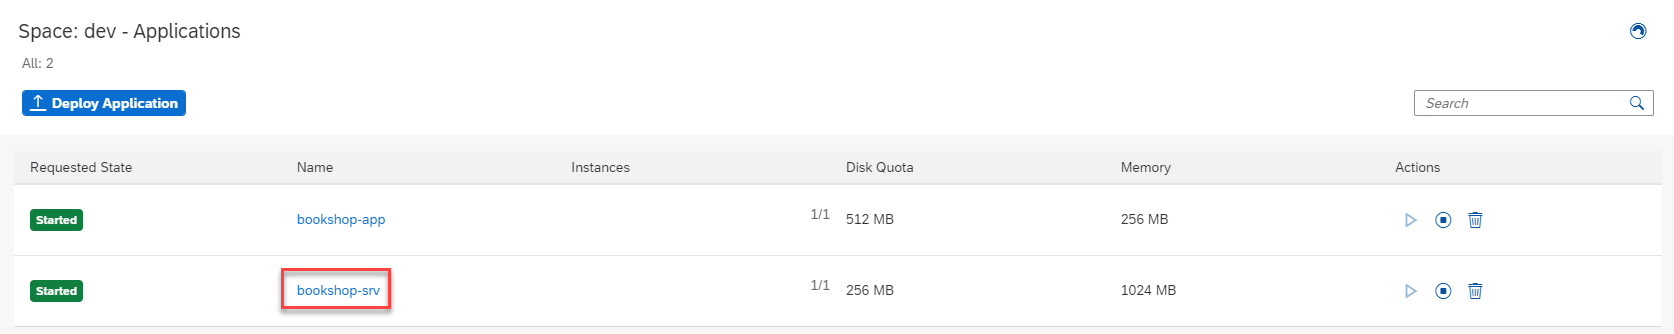 Space: dev - Applications
All: 2
Deploy Application
Search
Requested State Name Instances Disk Quota Memory Actions
Started bookshop-app 1/1 512 MB 256 MB
Started bookshop-srv 1/1 256 MB 1024 MB